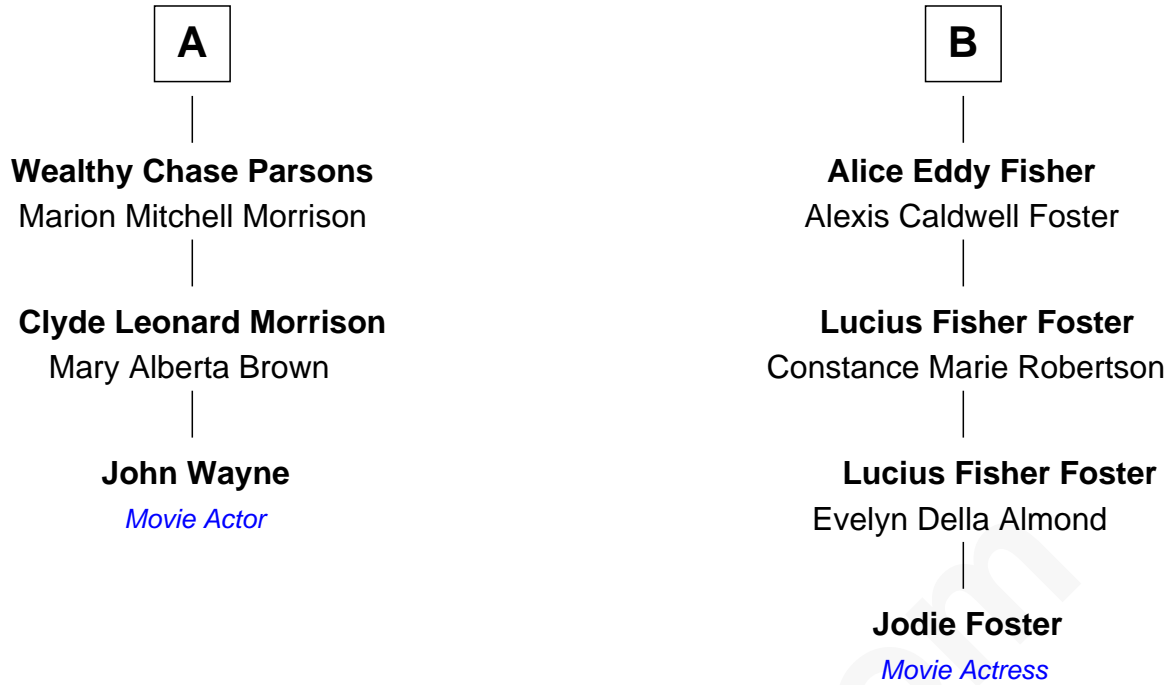 A
Wealthy Chase Parsons
Marion Mitchell Morrison
Clyde Leonard Morrison
Mary Alberta Brown
John Wayne
Movie Actor
B
Alice Eddy Fisher
Alexis Caldwell Foster
Lucius Fisher Foster
Constance Marie Robertson
Lucius Fisher Foster
Evelyn Della Almond
Jodie Foster
Movie Actress